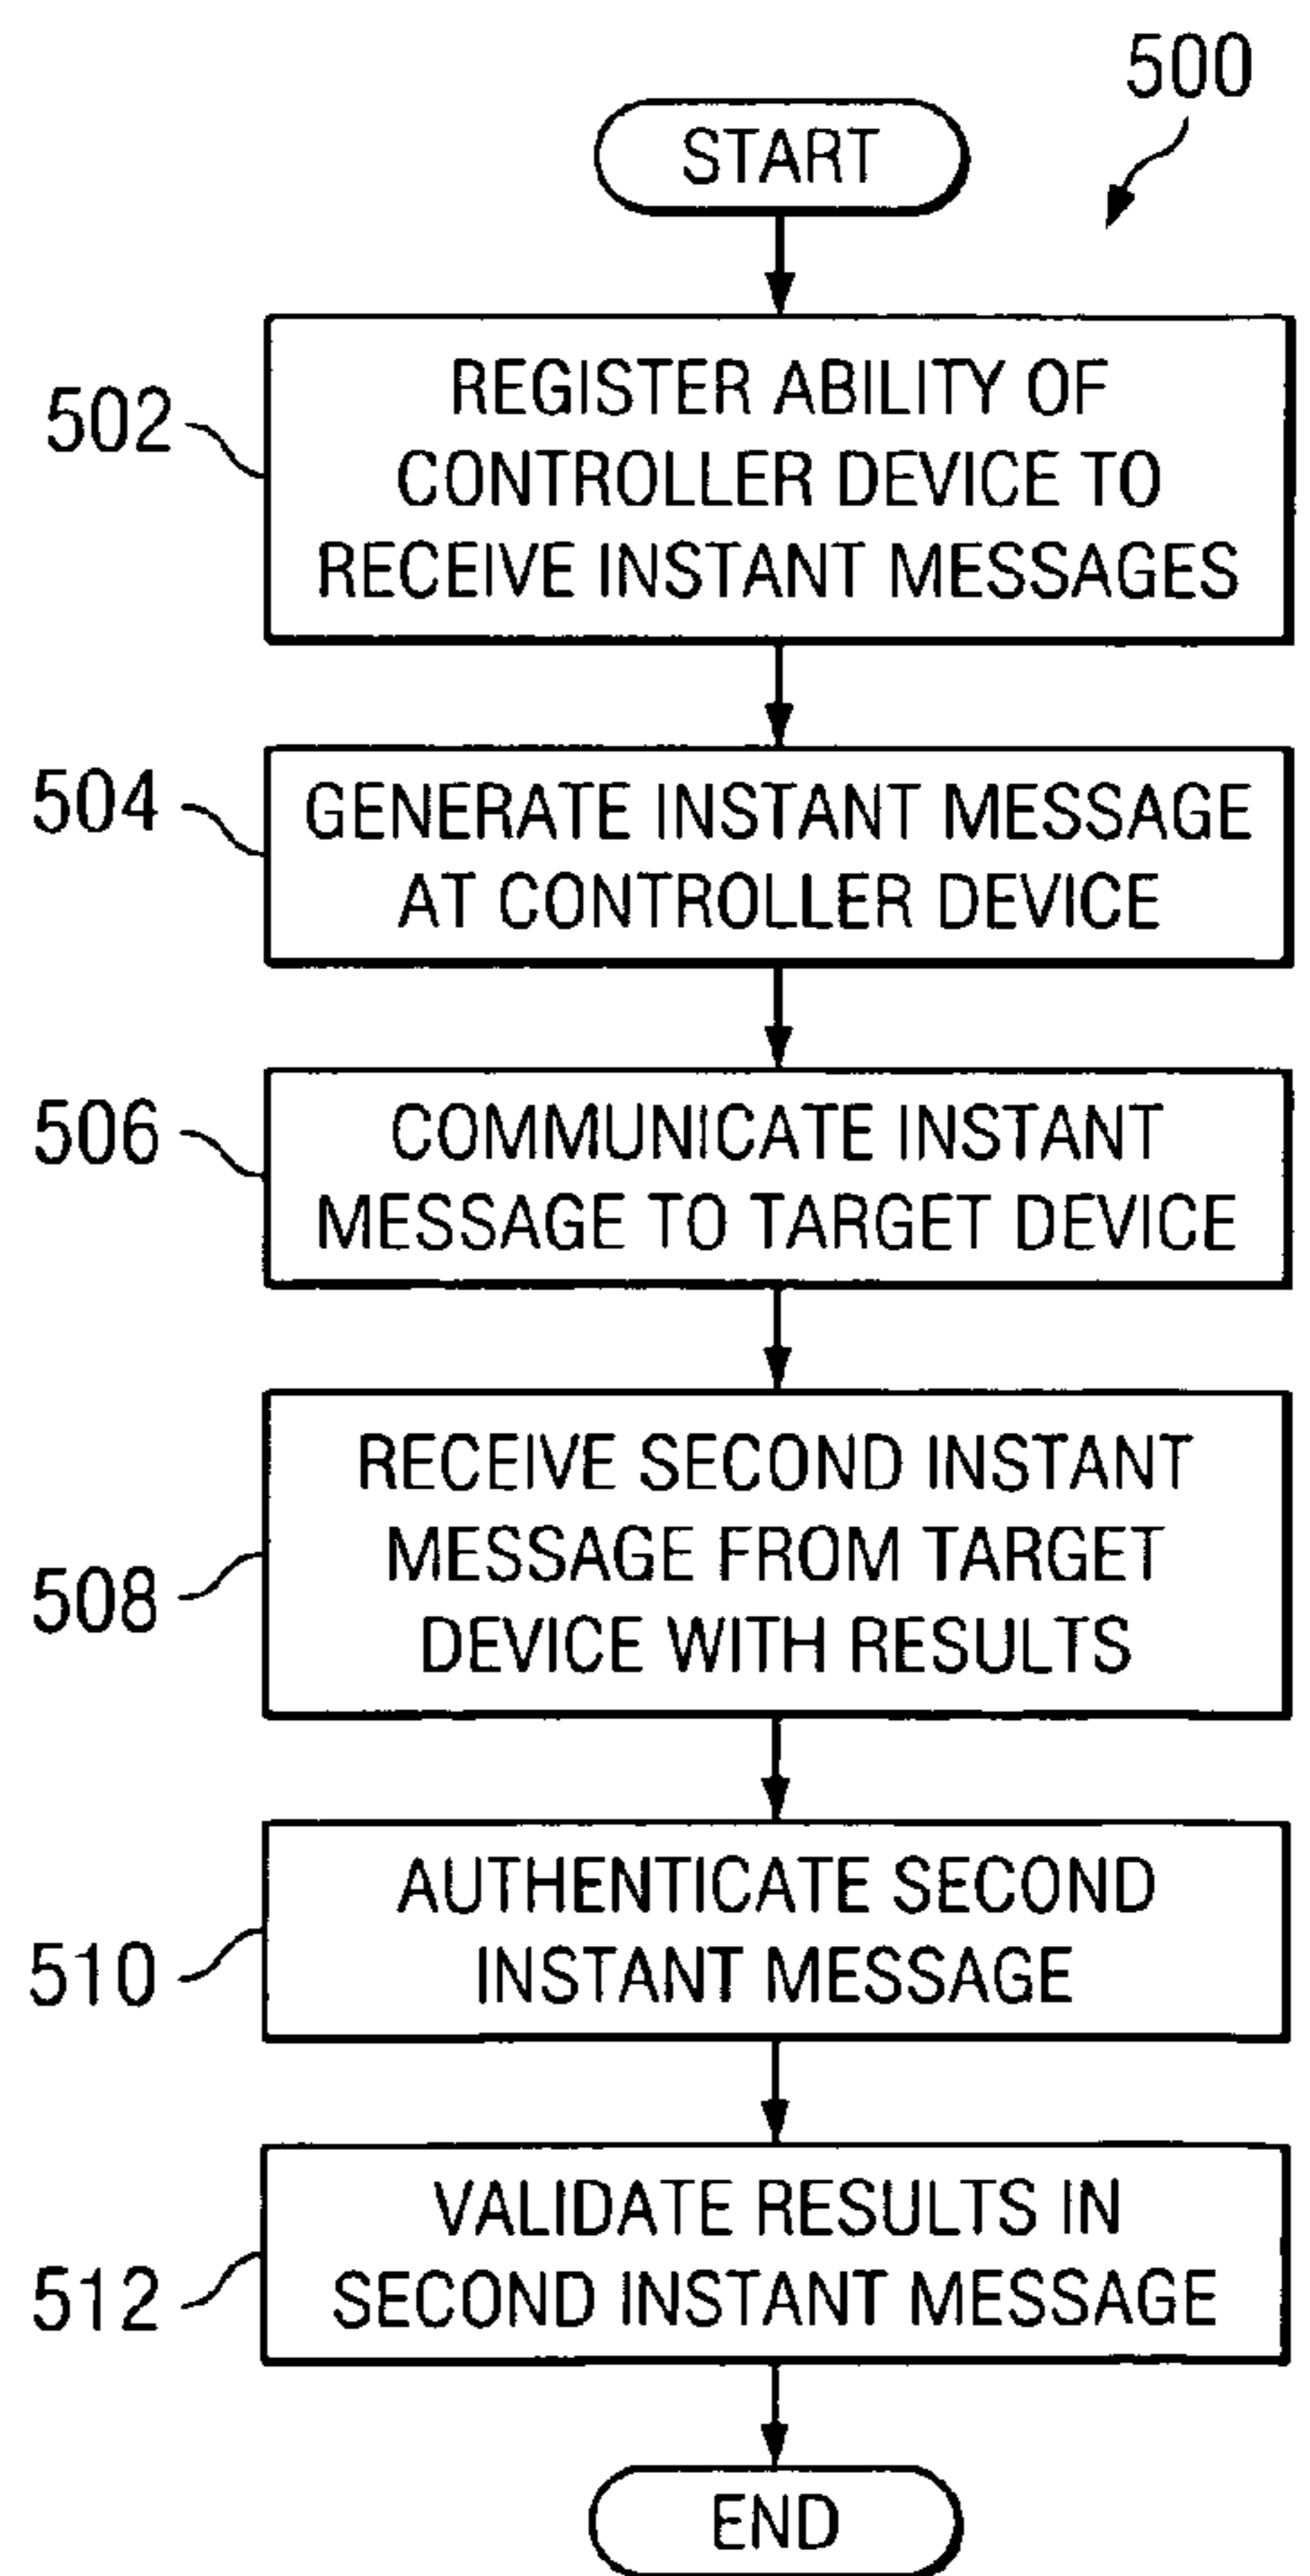 500
START
502
REGISTER ABILITY OF
CONTROLLER DEVICE TO
RECEIVE INSTANT MESSAGES
504
GENERATE INSTANT MESSAGE
AT CONTROLLER DEVICE
506
COMMUNICATE INSTANT
MESSAGE TO TARGET DEVICE
508
RECEIVE SECOND INSTANT
MESSAGE FROM TARGET
DEVICE WITH RESULTS
510
AUTHENTICATE SECOND
INSTANT MESSAGE
512
VALIDATE RESULTS IN
SECOND INSTANT MESSAGE
END